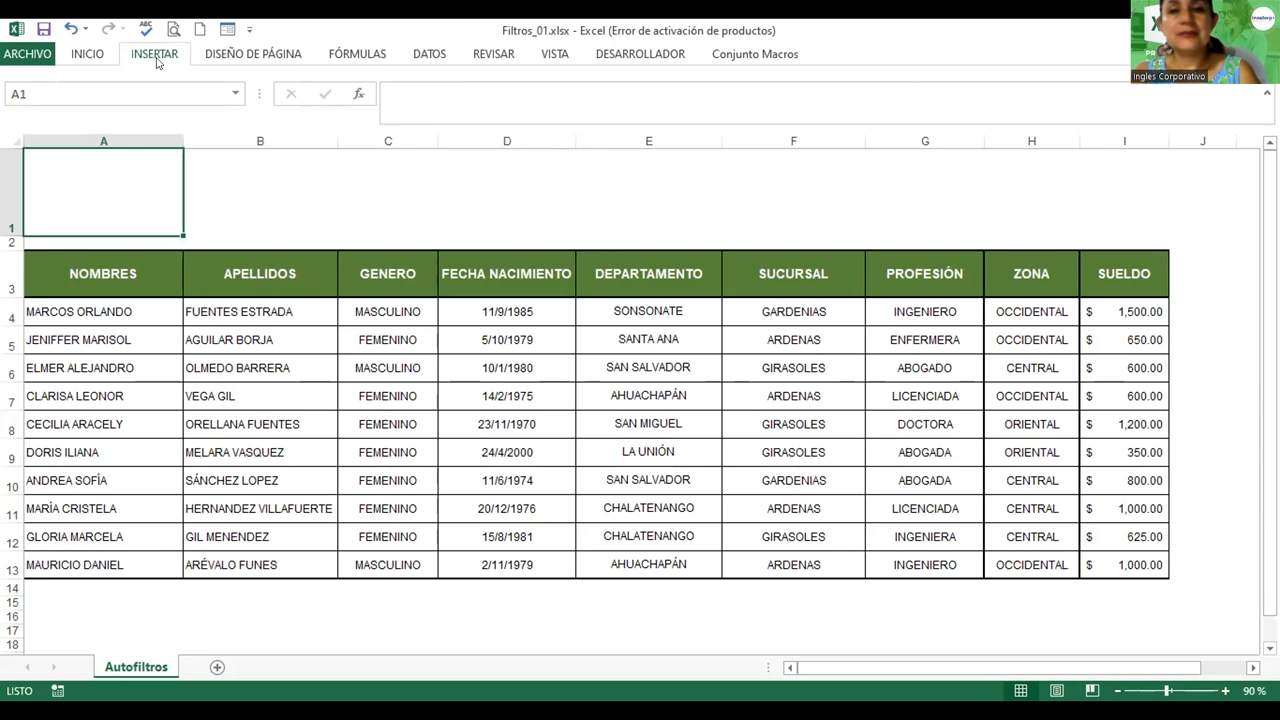 Filtros_01.xlsx - Excel (Error de activación de productos)
ARCHIVO INICIO INSERTAR DISEÑO DE PÁGINA FÓRMULAS DATOS REVISAR VISTA DESARROLLADOR Conjunto Macros
Ingles Corporativo
A1 fx
A B C D E F G H I J
1
2
3 NOMBRES APELLIDOS GENERO FECHA NACIMIENTO DEPARTAMENTO SUCURSAL PROFESIÓN ZONA SUELDO
4 MARCOS ORLANDO FUENTES ESTRADA MASCULINO 11/9/1985 SONSONATE GARDENIAS INGENIERO OCCIDENTAL $ 1,500.00
5 JENIFFER MARISOL AGUILAR BORJA FEMENINO 5/10/1979 SANTA ANA ARDENAS ENFERMERA OCCIDENTAL $ 650.00
6 ELMER ALEJANDRO OLMEDO BARRERA MASCULINO 10/1/1980 SAN SALVADOR GIRASOLES ABOGADO CENTRAL $ 600.00
7 CLARISA LEONOR VEGA GIL FEMENINO 14/2/1975 AHUACHAPÁN ARDENAS LICENCIADA OCCIDENTAL $ 600.00
8 CECILIA ARACELY ORELLANA FUENTES FEMENINO 23/11/1970 SAN MIGUEL GIRASOLES DOCTORA ORIENTAL $ 1,200.00
9 DORIS ILIANA MELARA VASQUEZ FEMENINO 24/4/2000 LA UNIÓN GIRASOLES ABOGADA ORIENTAL $ 350.00
10 ANDREA SOFÍA SÁNCHEZ LOPEZ FEMENINO 11/6/1974 SAN SALVADOR GARDENIAS ABOGADA CENTRAL $ 800.00
11 MARÍA CRISTELA HERNANDEZ VILLAFUERTE FEMENINO 20/12/1976 CHALATENANGO ARDENAS LICENCIADA CENTRAL $ 1,000.00
12 GLORIA MARCELA GIL MENENDEZ FEMENINO 15/8/1981 CHALATENANGO GIRASOLES INGENIERA CENTRAL $ 625.00
13 MAURICIO DANIEL ARÉVALO FUNES MASCULINO 2/11/1979 AHUACHAPÁN ARDENAS INGENIERO OCCIDENTAL $ 1,000.00
14
15
16
17
18
Autofiltros
LISTO 90 %